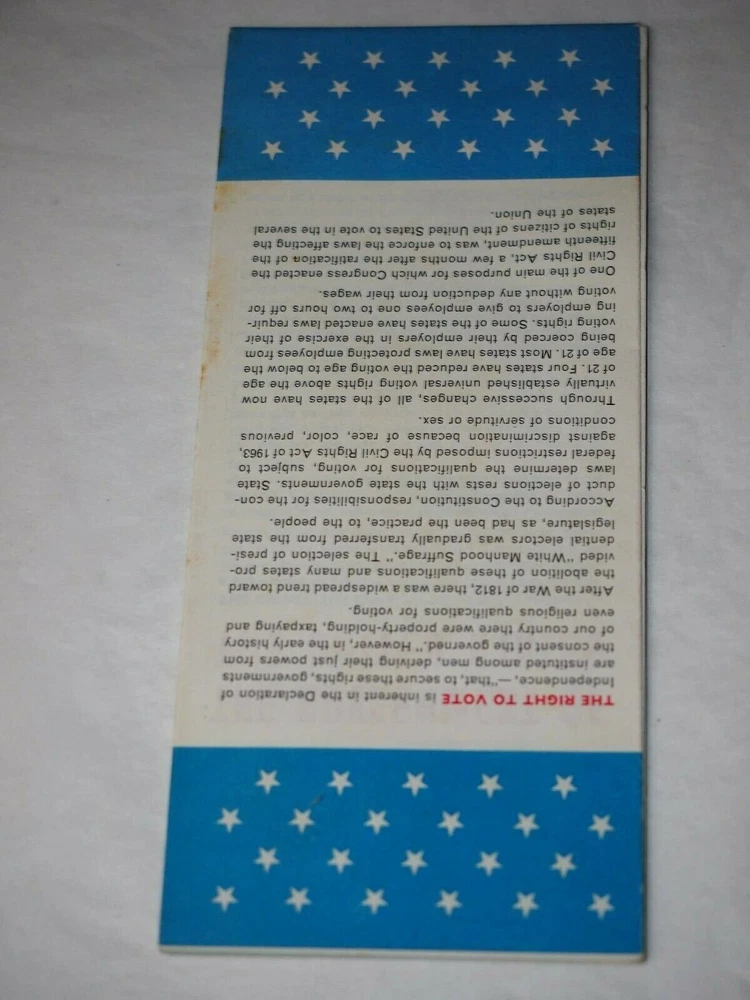 THE RIGHT TO VOTE is inherent in the Declaration of
Independence, —"that, to secure these rights, governments
are instituted among men, deriving their just powers from
the consent of the governed." However, in the early history
of our country there were property-holding, taxpaying and
even religious qualifications for voting.
After the War of 1812, there was a widespread trend toward
the abolition of these qualifications and many states pro-
vided "White Manhood Suffrage." The selection of presi-
dential electors was gradually transferred from the state
legislature, as had been the practice, to the people.
According to the Constitution, responsibilities for the con-
duct of elections rests with the state governments. State
laws determine the qualifications for voting, subject to
federal restrictions imposed by the Civil Rights Act of 1963,
against discrimination because of race, color, previous
conditions of servitude or sex.
Through successive changes, all of the states have now
virtually established universal voting rights above the age
of 21. Four states have reduced the voting age to below the
age of 21. Most states have laws protecting employees from
being coerced by their employers in the exercise of their
voting rights. Some of the states have enacted laws requir-
ing employers to give employees one to two hours off for
voting without any deduction from their wages.
One of the main purposes for which Congress enacted the
Civil Rights Act, a few months after the ratification of the
fifteenth amendment, was to enforce the laws affecting the
rights of citizens of the United States to vote in the several
states of the Union.